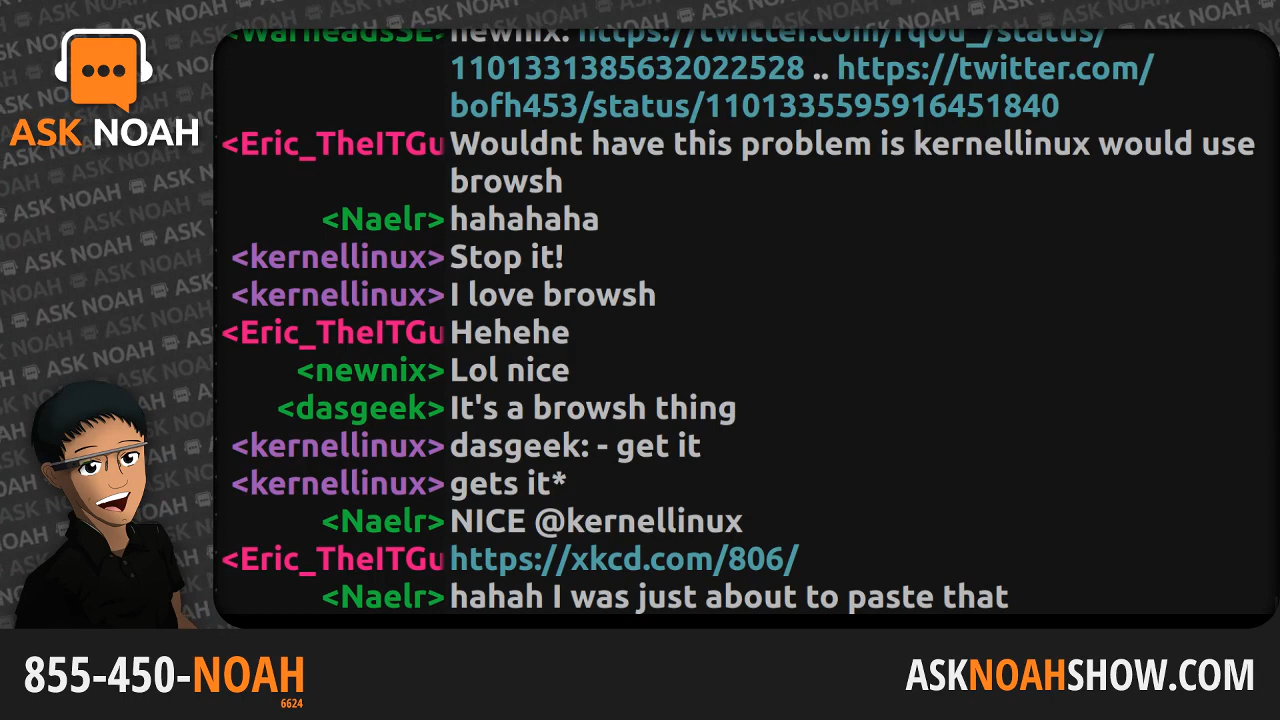 ASK NOAH
<WarheadsSE> newnix: https://twitter.com/rqou_/status/
1101331385632022528 .. https://twitter.com/
bofh453/status/1101335595916451840
<Eric_TheITGu Wouldnt have this problem is kernellinux would use
browsh
<Naelr> hahahaha
<kernellinux> Stop it!
<kernellinux> I love browsh
<Eric_TheITGu Hehehe
<newnix> Lol nice
<dasgeek> It's a browsh thing
<kernellinux> dasgeek: - get it
<kernellinux> gets it*
<Naelr> NICE @kernellinux
<Eric_TheITGu https://xkcd.com/806/
<Naelr> hahah I was just about to paste that
855-450-NOAH
6624
ASKNOAHSHOW.COM